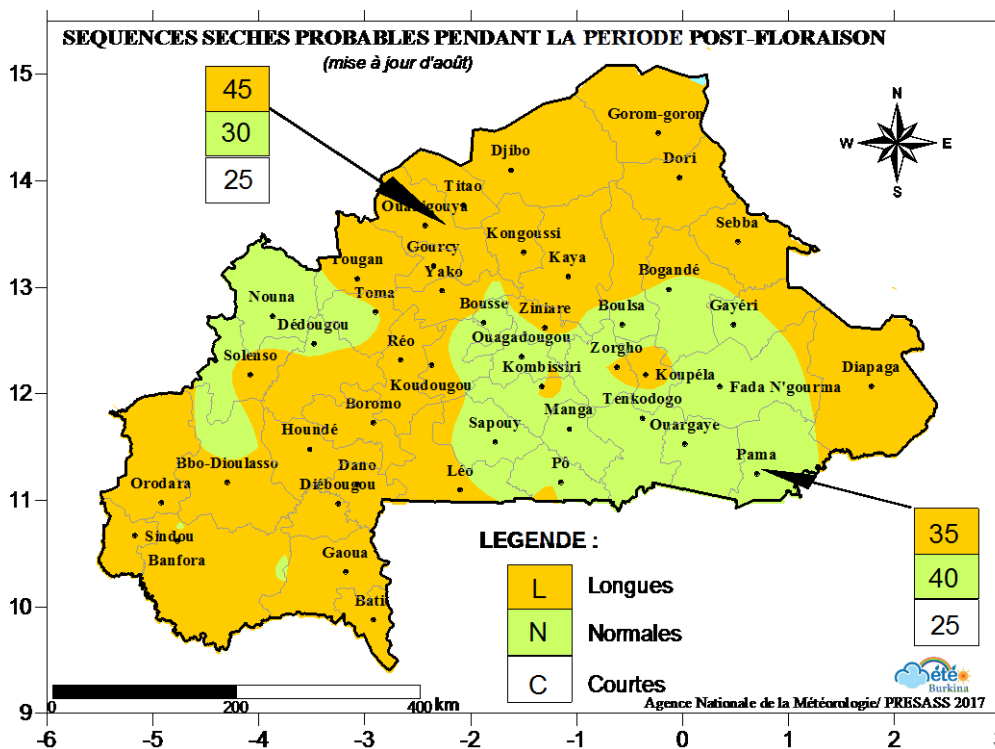 SEQUENCES SECHES PROBABLES PENDANT LA PERIODE POST-FLORAISON
(mise à jour d'août)
15
14
13
12
11
10
9
45
30
25
N
W
E
S
Gorom-goron
Djibo
Dori
Titao
Ouahigouya
Sebba
Kongoussi
Gourcy
Kaya
Tougan
Yako
Bogandé
Nouna
Toma
Bousse
Ziniare
Boulsa
Gayéri
Dédougou
Ouagadougou
Solenso
Réo
Zorgho
Kombissiri
Koupéla
Diapaga
Koudougou
Fada N'gourma
Boromo
Tenkodogo
Manga
Houndé
Sapouy
Ouargaye
Bbo-Dioulasso
Dano
Léo
Pô
Pama
Orodara
Diébougou
Sindou
Banfora
Gaoua
Batié
35
40
25
LEGENDE :
L Longues
N Normales
C Courtes
0 200 400 km
Météo
Burkina
Agence Nationale de la Météorologie/ PRESASS 2017
-6 -5 -4 -3 -2 -1 0 1 2